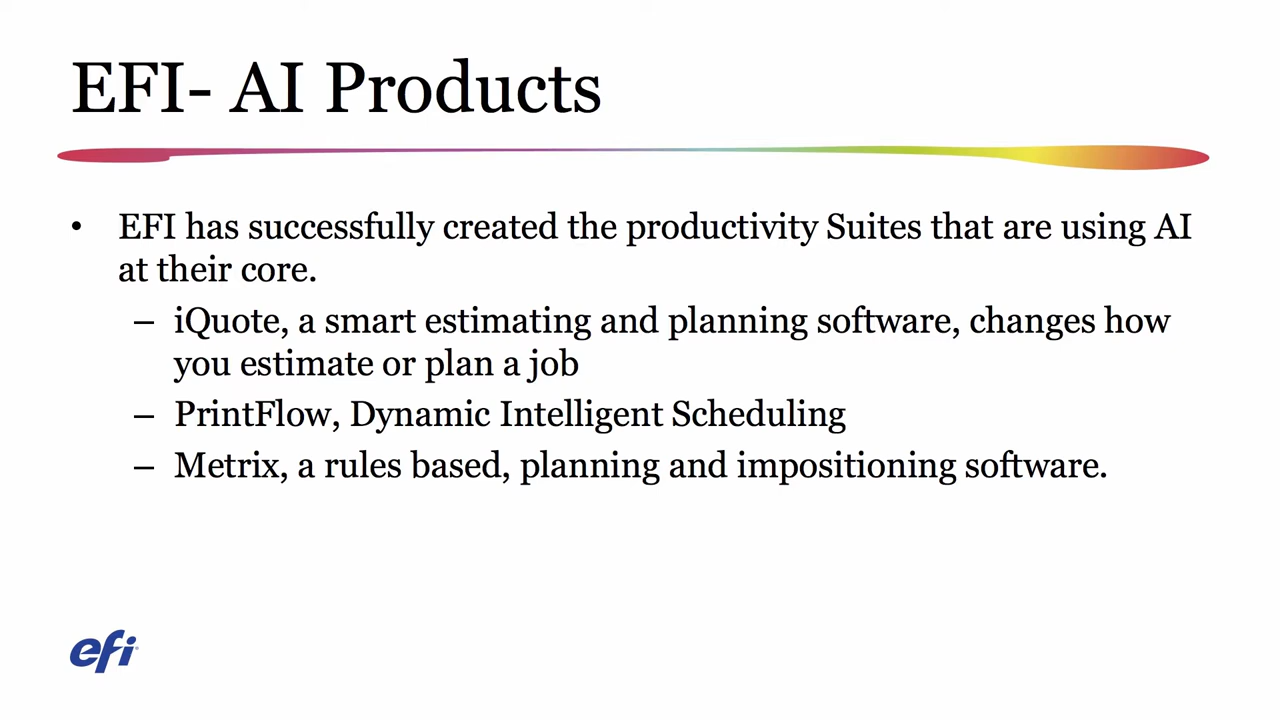 EFI- AI Products
• EFI has successfully created the productivity Suites that are using AI
at their core.
– iQuote, a smart estimating and planning software, changes how
you estimate or plan a job
– PrintFlow, Dynamic Intelligent Scheduling
– Metrix, a rules based, planning and impositioning software.
efi